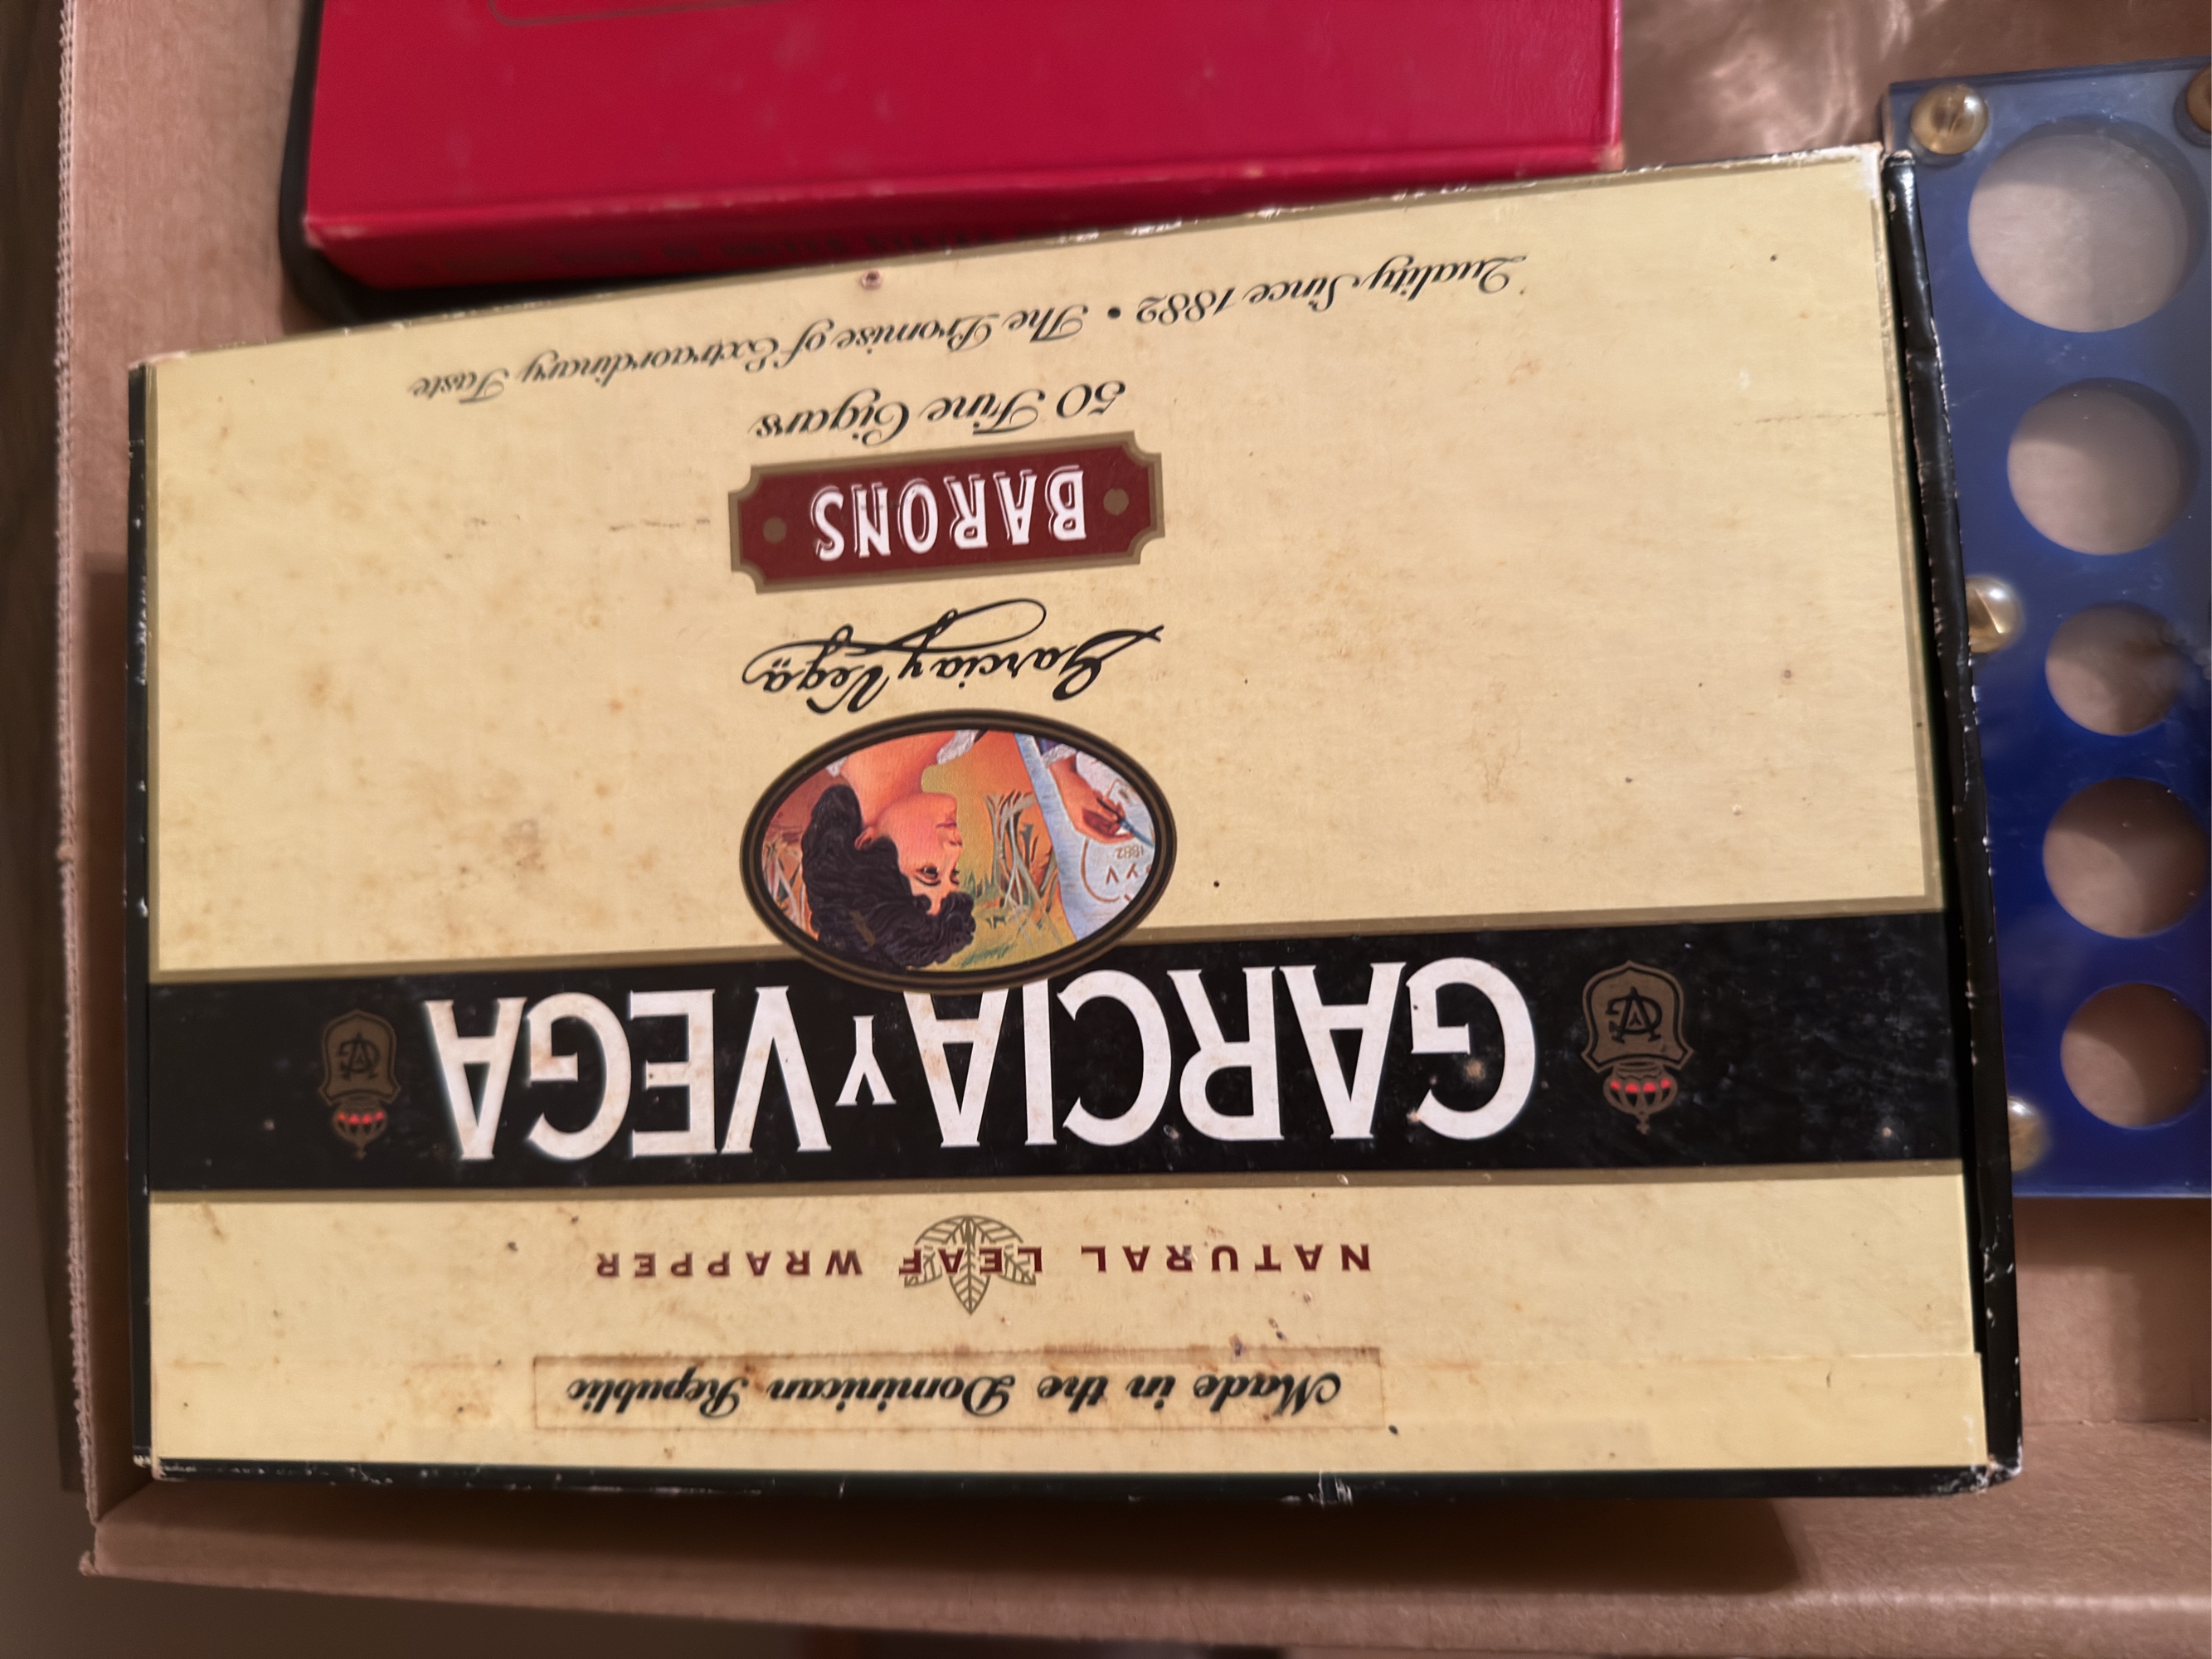 Made in the Dominican Republic
NATURAL LEAF WRAPPER
GARCIA Y VEGA
Y V
1882
Garcia y Vega
BARONS
50 Fine Cigars
Quality Since 1882 • The Promise of Extraordinary Taste